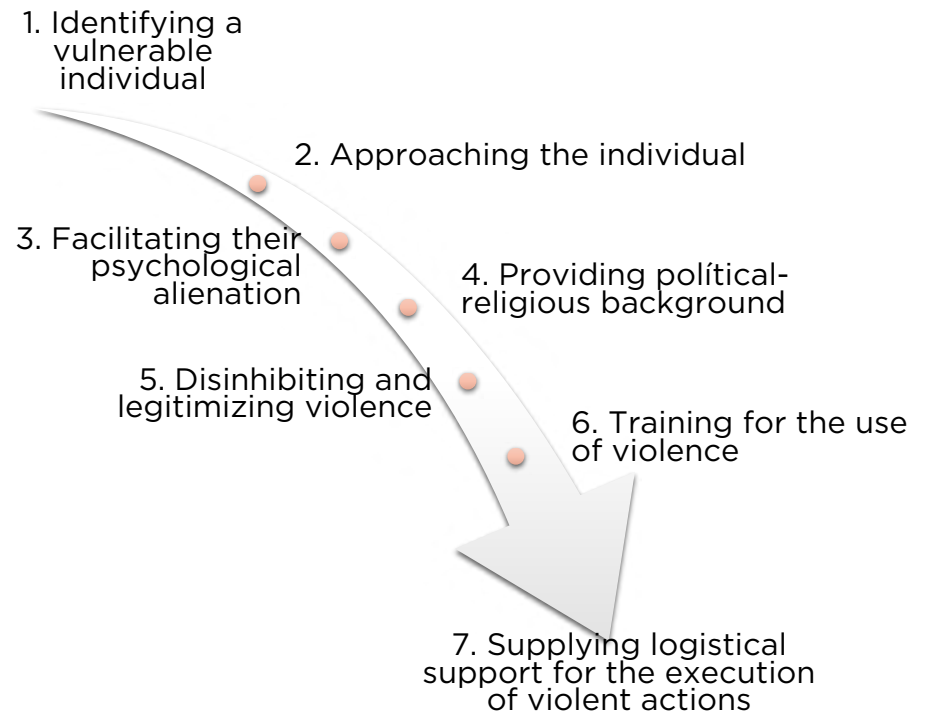 1. Identifying a
vulnerable
individual
2. Approaching the individual
3. Facilitating their
psychological
alienation
4. Providing polítical-
religious background
5. Disinhibiting and
legitimizing violence
6. Training for the use
of violence
7. Supplying logistical
support for the execution
of violent actions